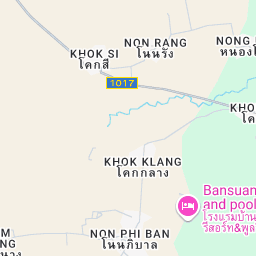 NON RANG
โนนรัง
NONG
หนอง
KHOK SI
โคกสี
1017
KHO
โค
KHOK KLANG
โคกกลาง
Bansuan
and pool
โรงแรมบ้าน
รีสอร์ท&พูล
NON PHI BAN
โนนภิบาล
M
NG
นาง